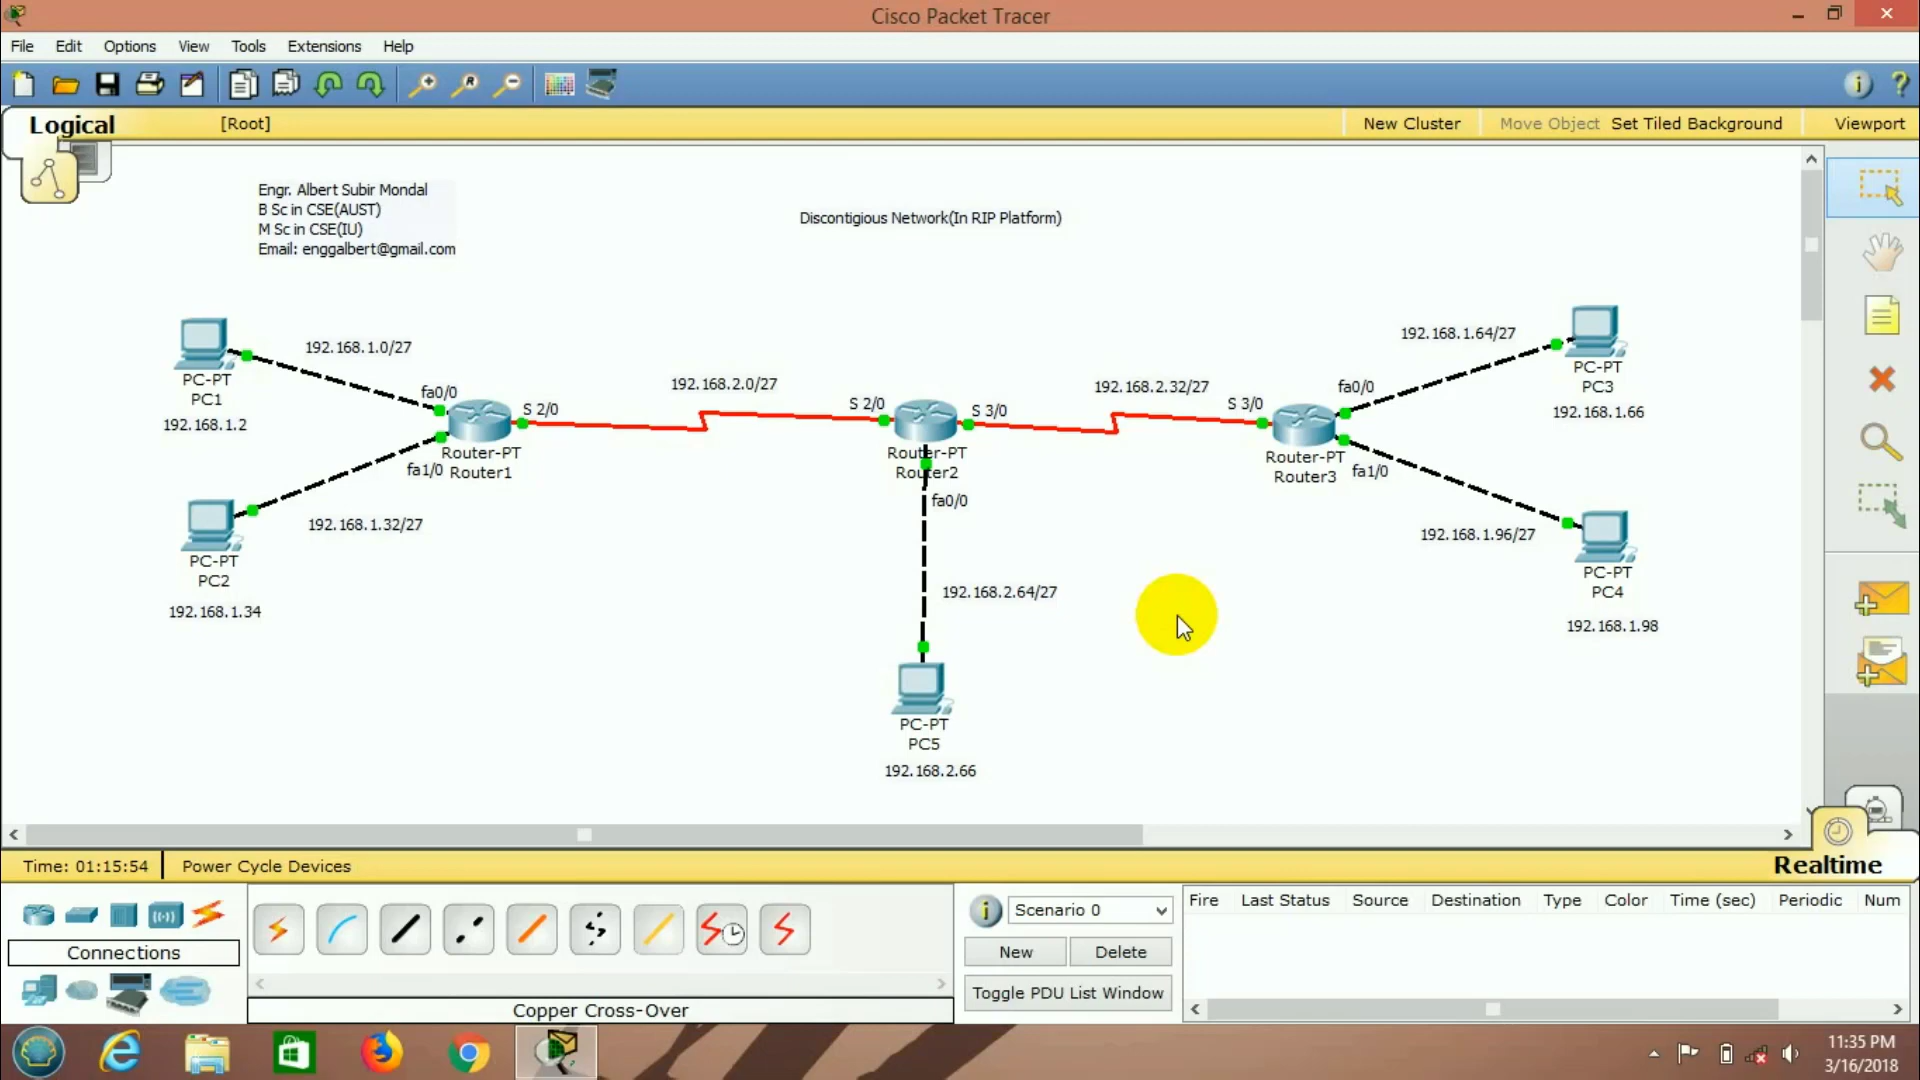 Cisco Packet Tracer
File Edit Options View Tools Extensions Help
Logical [Root] New Cluster Move Object Set Tiled Background Viewport
Engr. Albert Subir Mondal
B Sc in CSE(AUST)
M Sc in CSE(IU)
Email: enggalbert@gmail.com
Discontigious Network(In RIP Platform)
192.168.1.0/27
PC-PT
PC1
192.168.1.2
fa0/0
S 2/0
Router-PT
Router1
fa1/0
192.168.1.32/27
PC-PT
PC2
192.168.1.34
192.168.2.0/27
S 2/0
S 3/0
Router-PT
Router2
fa0/0
192.168.2.64/27
PC-PT
PC5
192.168.2.66
192.168.2.32/27
S 3/0
fa0/0
Router-PT
Router3
fa1/0
192.168.1.64/27
PC-PT
PC3
192.168.1.66
192.168.1.96/27
PC-PT
PC4
192.168.1.98
Time: 01:15:54 Power Cycle Devices
Realtime
Connections
Copper Cross-Over
Scenario 0
New Delete
Toggle PDU List Window
Fire Last Status Source Destination Type Color Time (sec) Periodic Num
11:35 PM
3/16/2018